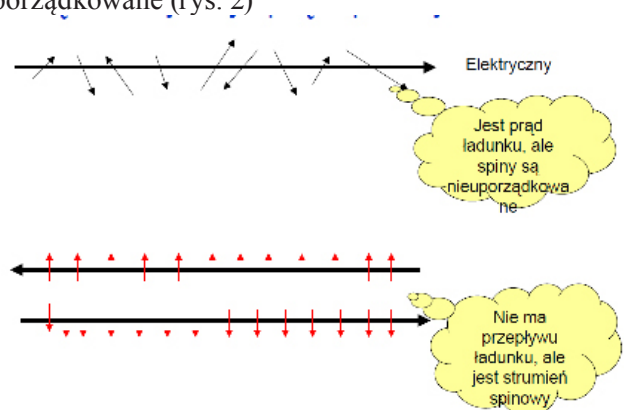 porządkowane (rys. 2)
Elektryczny
Jest prąd
ładunku, ale
spiny są
nieuporządkowa
ne
Nie ma
przepływu
ładunku, ale
jest strumień
spinowy